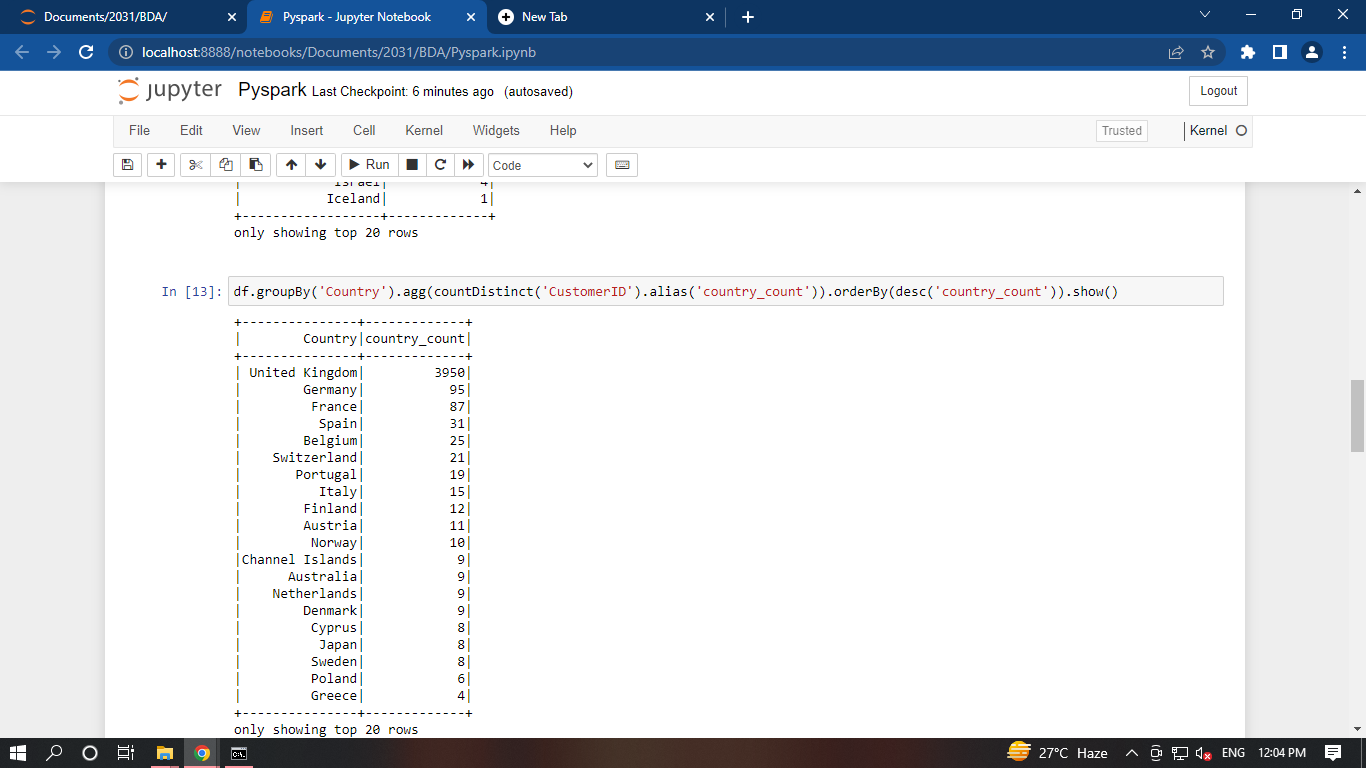 Documents/2031/BDA/
Pyspark - Jupyter Notebook
New Tab
localhost:8888/notebooks/Documents/2031/BDA/Pyspark.ipynb
jupyter Pyspark Last Checkpoint: 6 minutes ago (autosaved)
Logout
File Edit View Insert Cell Kernel Widgets Help
Trusted
Kernel
Run
Code
| Israel| 4|
| Iceland| 1|
+------------------+-------------+
only showing top 20 rows
In [13]: df.groupBy('Country').agg(countDistinct('CustomerID').alias('country_count')).orderBy(desc('country_count')).show()
+---------------+-------------+
| Country|country_count|
+---------------+-------------+
| United Kingdom| 3950|
| Germany| 95|
| France| 87|
| Spain| 31|
| Belgium| 25|
| Switzerland| 21|
| Portugal| 19|
| Italy| 15|
| Finland| 12|
| Austria| 11|
| Norway| 10|
|Channel Islands| 9|
| Australia| 9|
| Netherlands| 9|
| Denmark| 9|
| Cyprus| 8|
| Japan| 8|
| Sweden| 8|
| Poland| 6|
| Greece| 4|
+---------------+-------------+
only showing top 20 rows
27°C Haze
ENG
12:04 PM